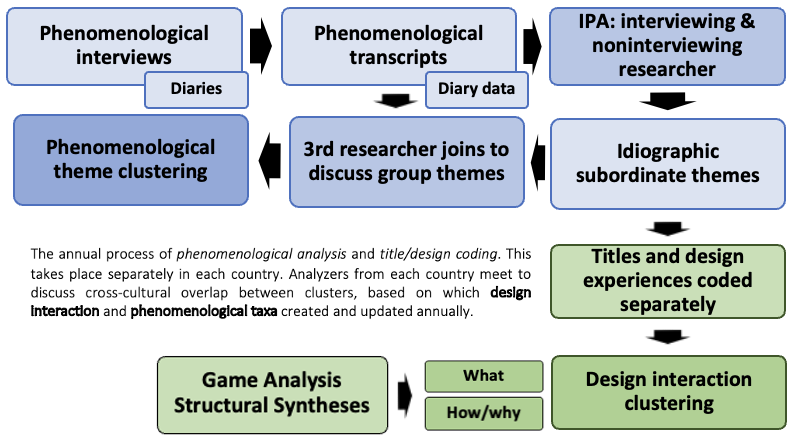 Phenomenological
interviews
Diaries
Phenomenological
transcripts
Diary data
IPA: interviewing &
noninterviewing
researcher
Phenomenological
theme clustering
3rd researcher joins to
discuss group themes
Idiographic
subordinate themes
The annual process of phenomenological analysis and title/design coding. This
takes place separately in each country. Analyzers from each country meet to
discuss cross-cultural overlap between clusters, based on which design
interaction and phenomenological taxa created and updated annually.
Titles and design
experiences coded
separately
Game Analysis
Structural Syntheses
What
How/why
Design interaction
clustering